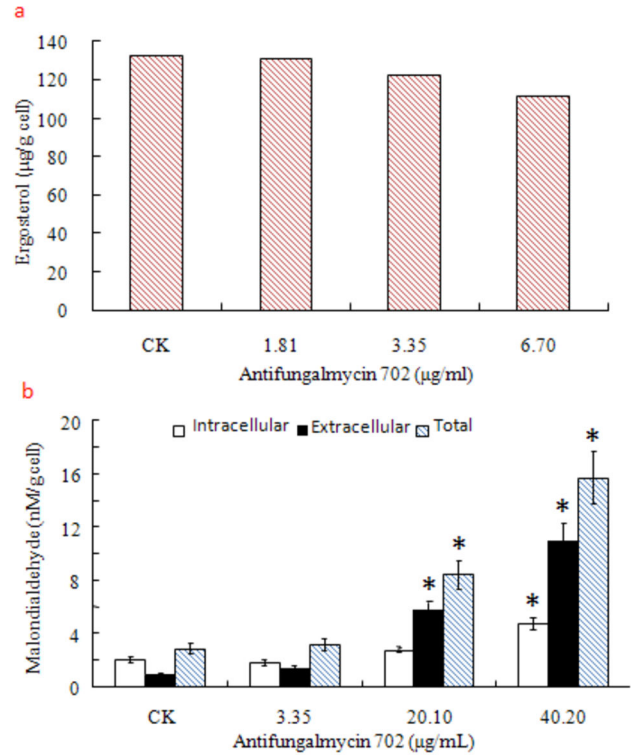 a
140
120
100
80
60
40
20
0
Ergosterol (μg/g cell)
CK 1.81 3.35 6.70
Antifungalmycin 702 (μg/ml)
b
20
16
12
8
4
0
Malondialdehyde (nM/g cell)
Intracellular Extracellular Total
* * * * *
CK 3.35 20.10 40.20
Antifungalmycin 702 (μg/mL)